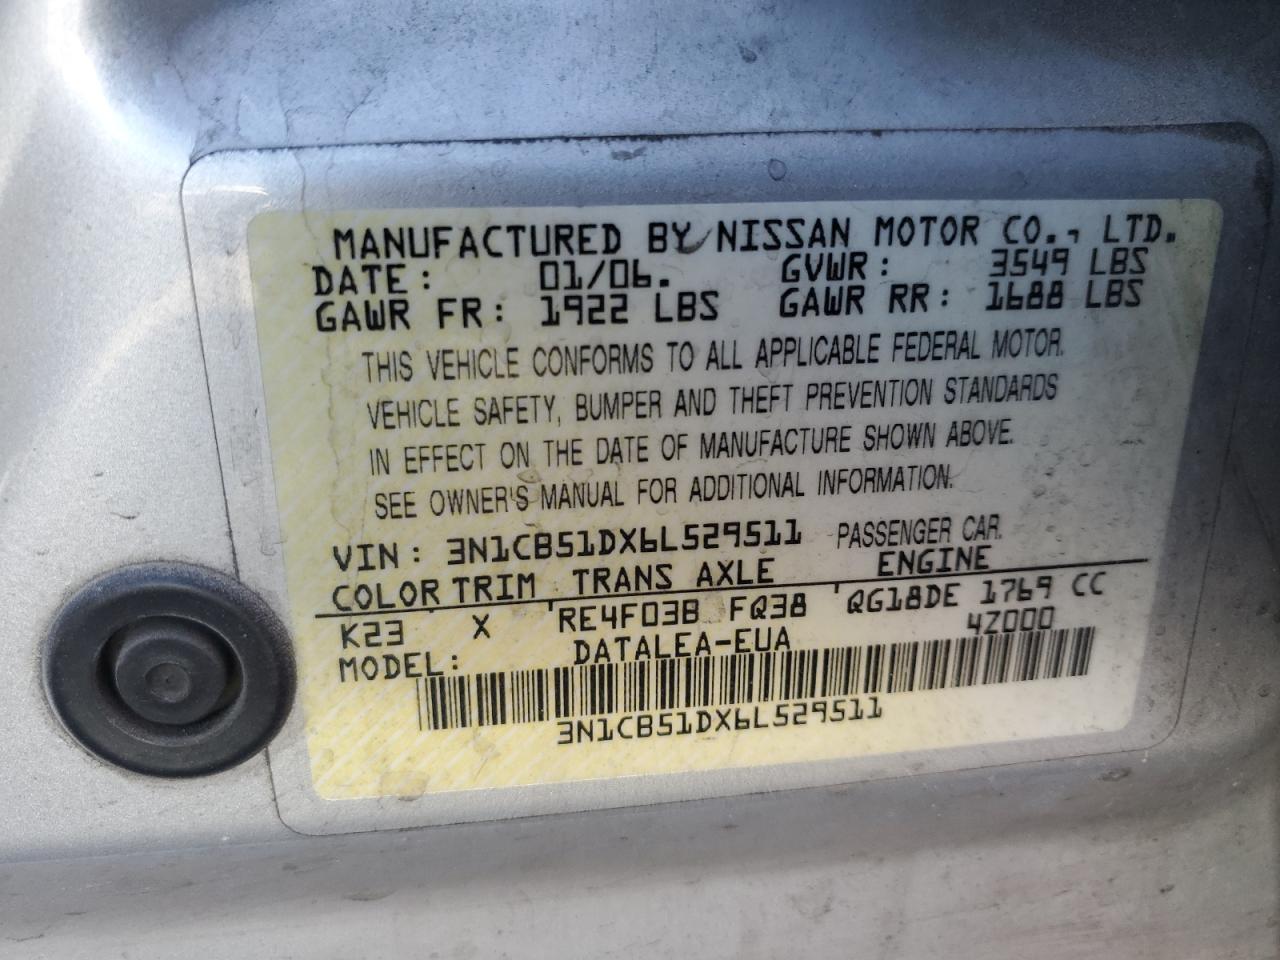 MANUFACTURED BY NISSAN MOTOR CO., LTD.
DATE: 01/06. GVWR: 3549 LBS
GAWR FR: 1922 LBS GAWR RR: 1688 LBS
THIS VEHICLE CONFORMS TO ALL APPLICABLE FEDERAL MOTOR.
VEHICLE SAFETY, BUMPER AND THEFT PREVENTION STANDARDS
IN EFFECT ON THE DATE OF MANUFACTURE SHOWN ABOVE.
SEE OWNER'S MANUAL FOR ADDITIONAL INFORMATION.
VIN: 3N1CB51DX6L529511 PASSENGER CAR.
COLOR TRIM TRANS AXLE ENGINE
K23 X RE4F03B FQ38 QG18DE 1769 CC
MODEL: DATALEA-EUA 4Z000
3N1CB51DX6L529511